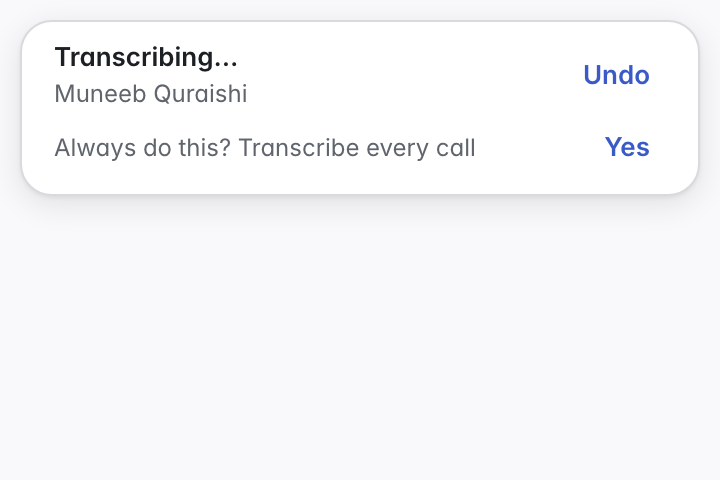 Transcribing...
Muneeb Quraishi
Undo
Always do this? Transcribe every call
Yes